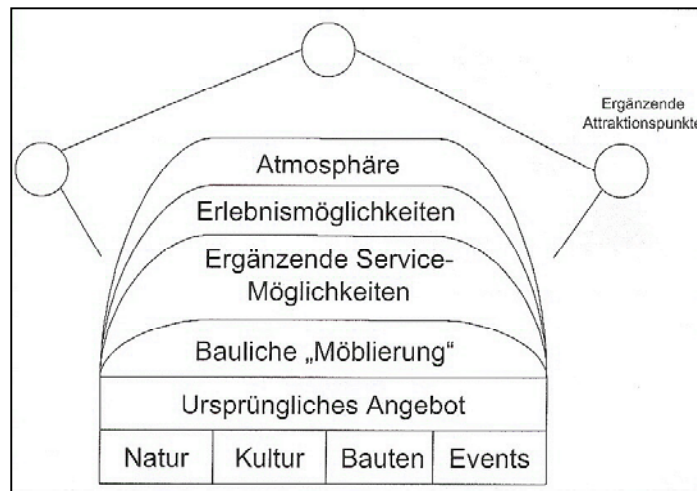 Ergänzende
Attraktionspunkte
Atmosphäre
Erlebnismöglichkeiten
Ergänzende Service-
Möglichkeiten
Bauliche „Möblierung“
Ursprüngliches Angebot
Natur Kultur Bauten Events